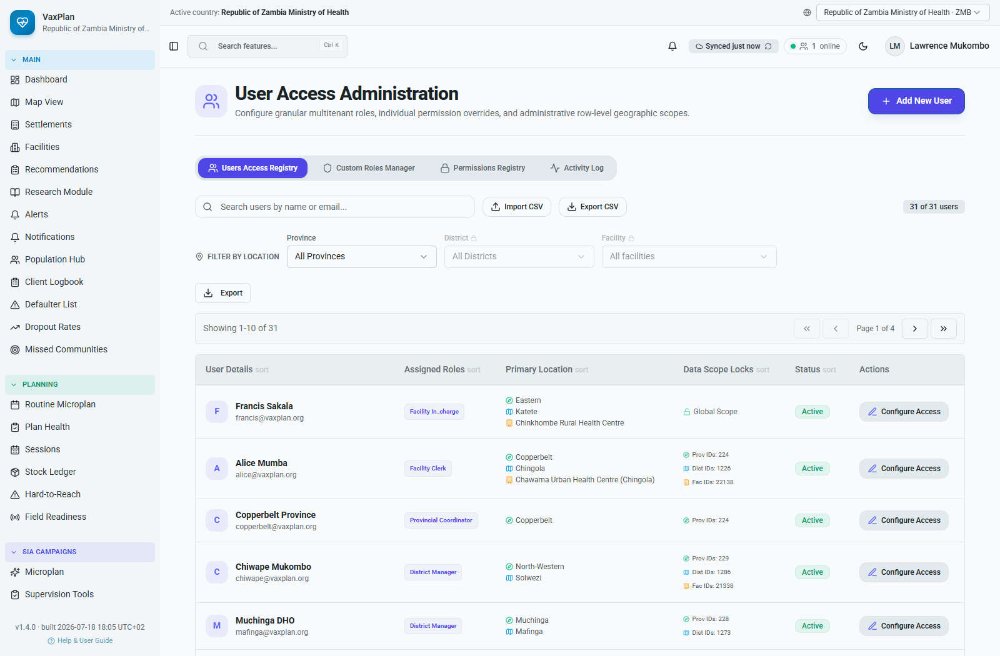 VaxPlan
Republic of Zambia Ministry of...
Active country: Republic of Zambia Ministry of Health
Republic of Zambia Ministry of Health · ZMB
Search features...
Ctrl K
Synced just now
1 online
LM
Lawrence Mukombo
MAIN
Dashboard
Map View
Settlements
Facilities
Recommendations
Research Module
Alerts
Notifications
Population Hub
Client Logbook
Defaulter List
Dropout Rates
Missed Communities
PLANNING
Routine Microplan
Plan Health
Sessions
Stock Ledger
Hard-to-Reach
Field Readiness
SIA CAMPAIGNS
Microplan
Supervision Tools
v1.4.0 · built 2026-07-18 18:05 UTC+02
Help & User Guide
User Access Administration
Configure granular multitenant roles, individual permission overrides, and administrative row-level geographic scopes.
Add New User
Users Access Registry
Custom Roles Manager
Permissions Registry
Activity Log
Search users by name or email...
Import CSV
Export CSV
31 of 31 users
FILTER BY LOCATION
Province
All Provinces
District
All Districts
Facility
All facilities
Export
Showing 1-10 of 31
Page 1 of 4
User Details sort
Assigned Roles sort
Primary Location sort
Data Scope Locks sort
Status sort
Actions
F
Francis Sakala
francis@vaxplan.org
Facility In_charge
Eastern
Katete
Chinkhombe Rural Health Centre
Global Scope
Active
Configure Access
A
Alice Mumba
alice@vaxplan.org
Facility Clerk
Copperbelt
Chingola
Chawama Urban Health Centre (Chingola)
Prov IDs: 224
Dist IDs: 1226
Fac IDs: 22138
Active
Configure Access
C
Copperbelt Province
copperbelt@vaxplan.org
Provincial Coordinator
Copperbelt
Prov IDs: 224
Active
Configure Access
C
Chiwape Mukombo
chiwape@vaxplan.org
District Manager
North-Western
Solwezi
Prov IDs: 229
Dist IDs: 1286
Fac IDs: 21338
Active
Configure Access
M
Muchinga DHO
mafinga@vaxplan.org
District Manager
Muchinga
Mafinga
Prov IDs: 228
Dist IDs: 1273
Active
Configure Access